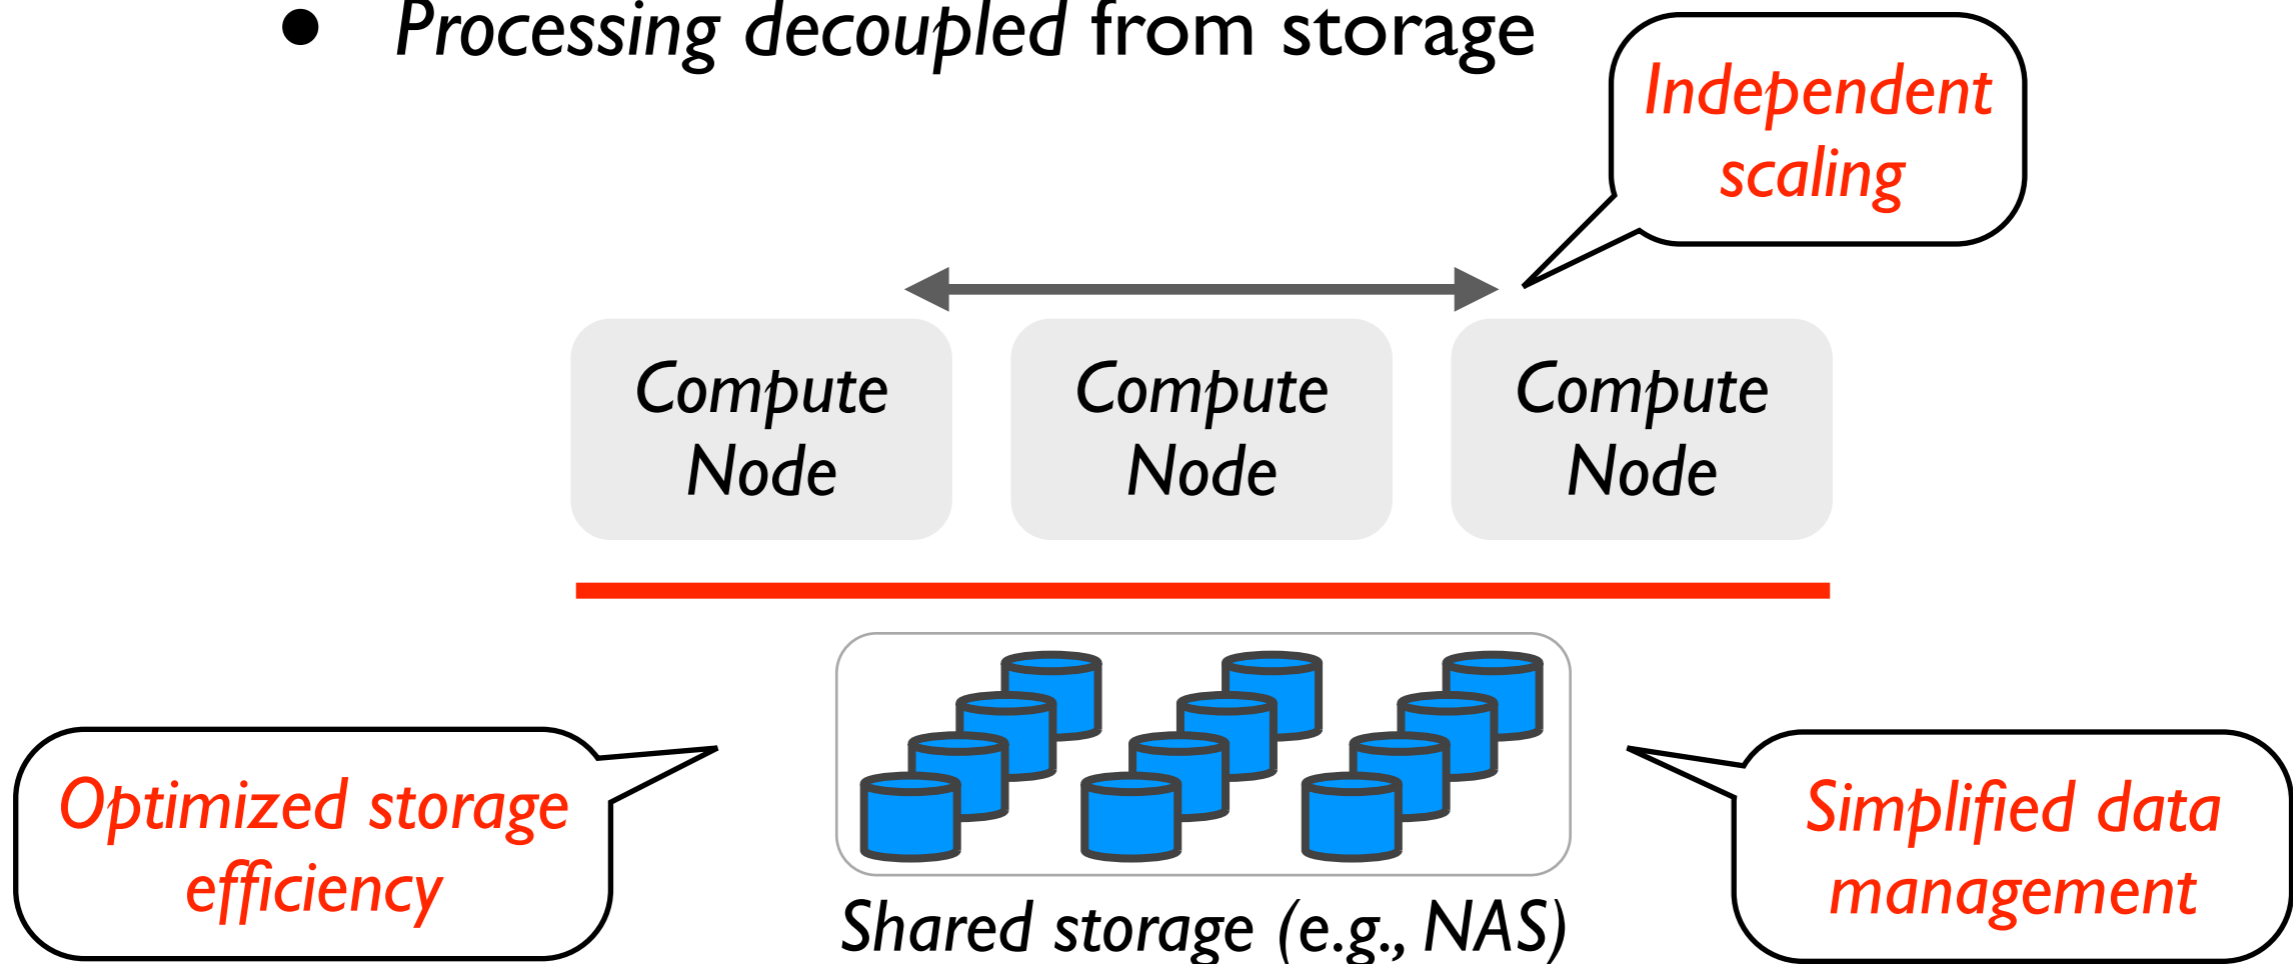 ● Processing decoupled from storage
Independent
scaling
Compute
Node
Compute
Node
Compute
Node
Optimized storage
efficiency
Simplified data
management
Shared storage (e.g., NAS)